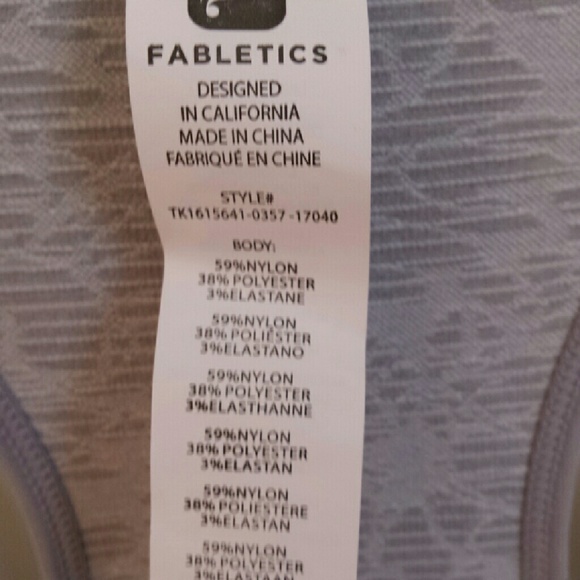 FABLETICS
DESIGNED
IN CALIFORNIA
MADE IN CHINA
FABRIQUÉ EN CHINE
STYLE#
TK1615641-0357-17040
BODY:
59%NYLON
38% POLYESTER
3%ELASTANE
59%NYLON
38% POLIÉSTER
3%ELASTANO
59%NYLON
38% POLYESTER
3%ELASTHANNE
59%NYLON
38% POLYESTER
3%ELASTAN
59%NYLON
38% POLIESTERE
3%ELASTAN
59%NYLON
38% POLYESTER
3%ELASTAAN